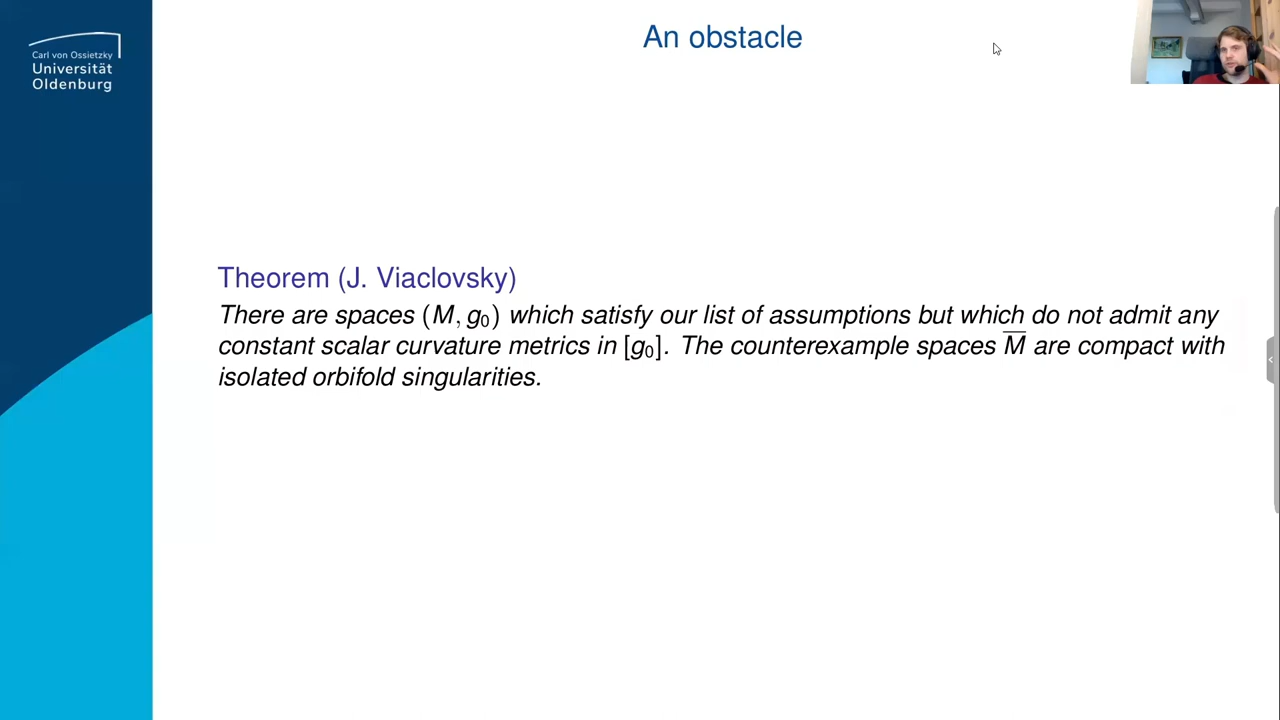 Carl von Ossietzky
Universität
Oldenburg
An obstacle
Theorem (J. Viaclovsky)
There are spaces (M, g₀) which satisfy our list of assumptions but which do not admit any
constant scalar curvature metrics in [g₀]. The counterexample spaces M̅ are compact with
isolated orbifold singularities.